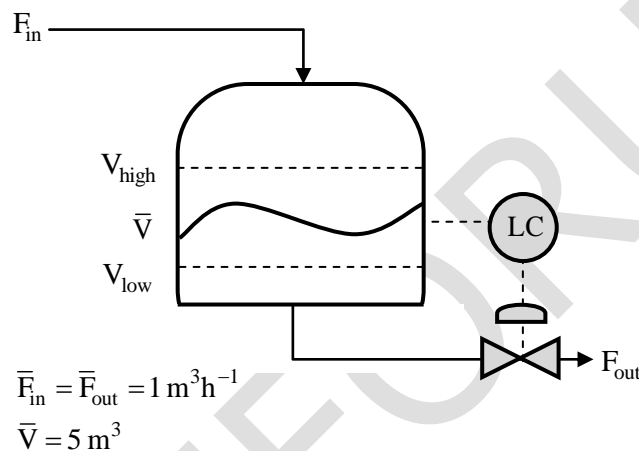 F_in
V_high
V̄
LC
V_low
F_out
F̄_in = F̄_out = 1 m³h⁻¹
V̄ = 5 m³